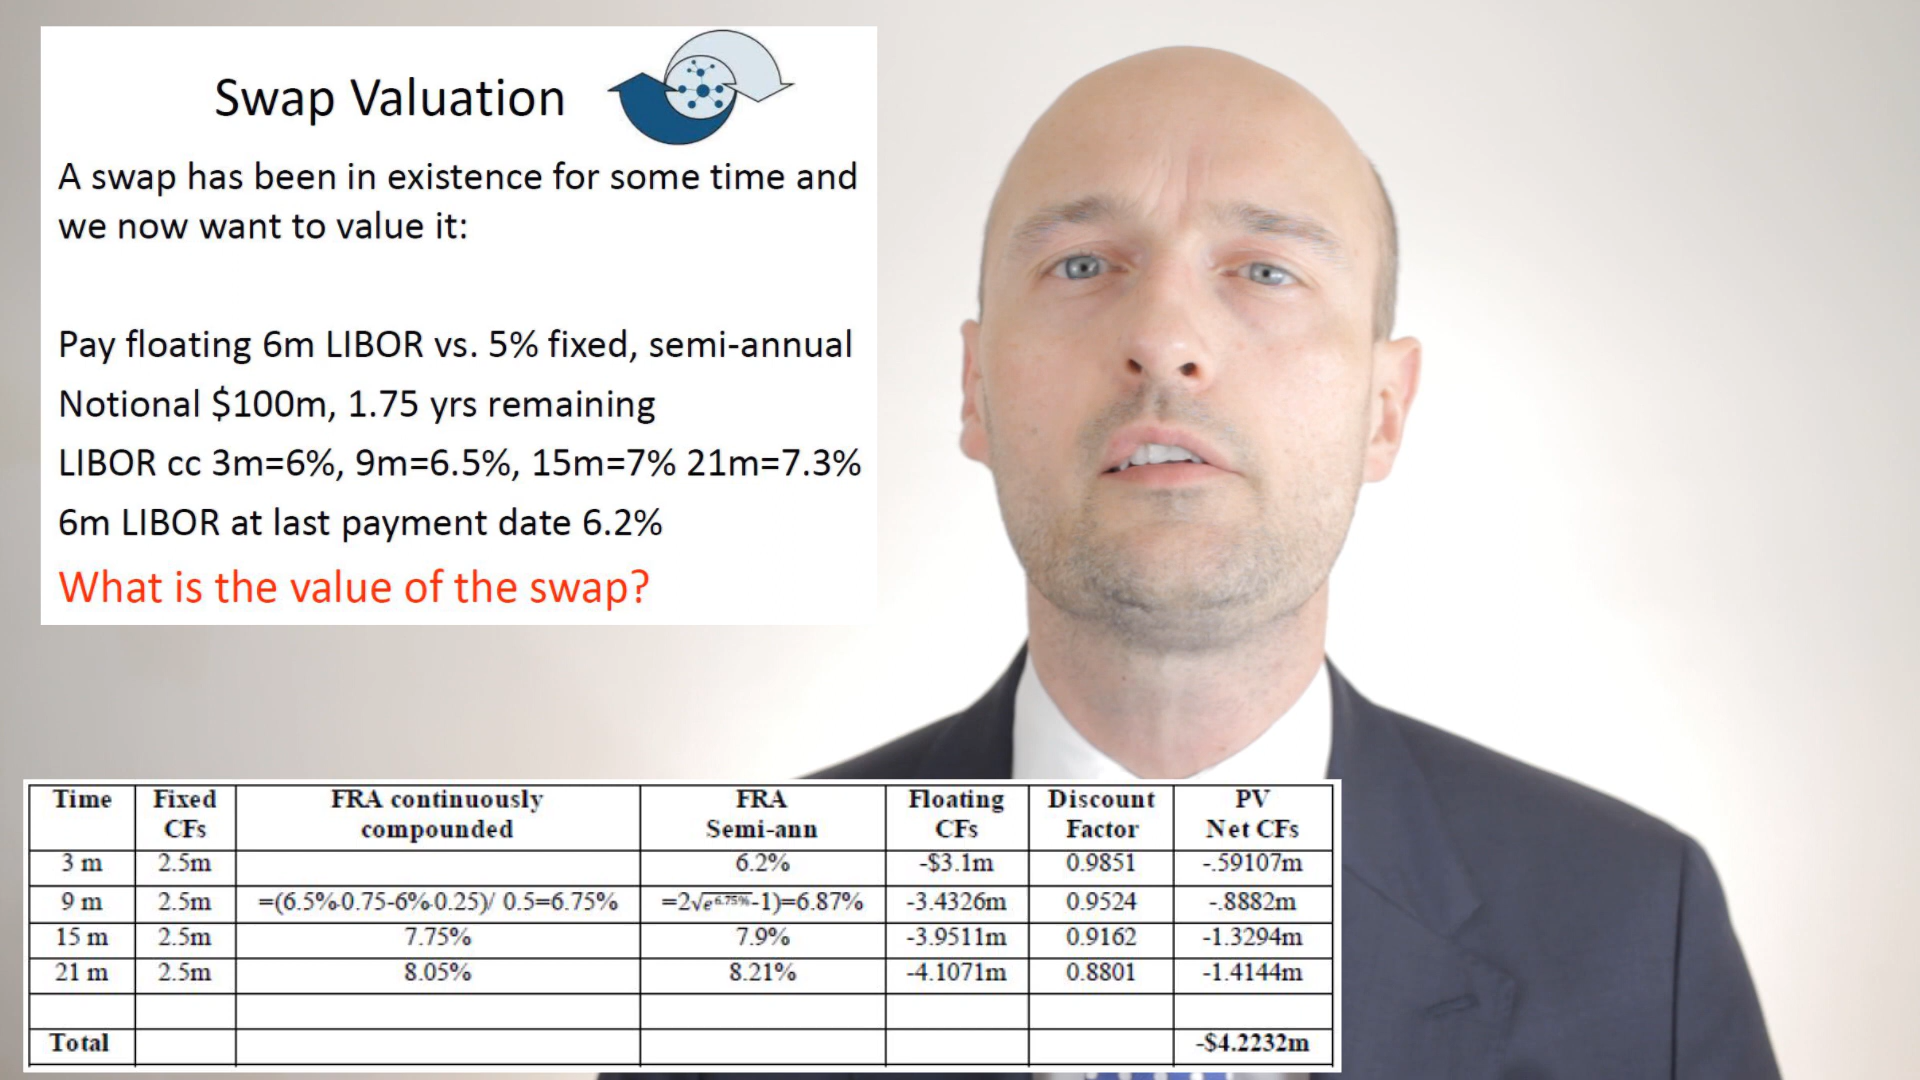 Swap Valuation
A swap has been in existence for some time and
we now want to value it:
Pay floating 6m LIBOR vs. 5% fixed, semi-annual
Notional $100m, 1.75 yrs remaining
LIBOR cc 3m=6%, 9m=6.5%, 15m=7% 21m=7.3%
6m LIBOR at last payment date 6.2%
What is the value of the swap?
Time Fixed CFs FRA continuously compounded FRA Semi-ann Floating CFs Discount Factor PV Net CFs
3 m 2.5m 6.2% -$3.1m 0.9851 -.59107m
9 m 2.5m =(6.5%·0.75-6%·0.25)/ 0.5=6.75% =2√e^6.75%-1)=6.87% -3.4326m 0.9524 -.8882m
15 m 2.5m 7.75% 7.9% -3.9511m 0.9162 -1.3294m
21 m 2.5m 8.05% 8.21% -4.1071m 0.8801 -1.4144m
Total -$4.2232m